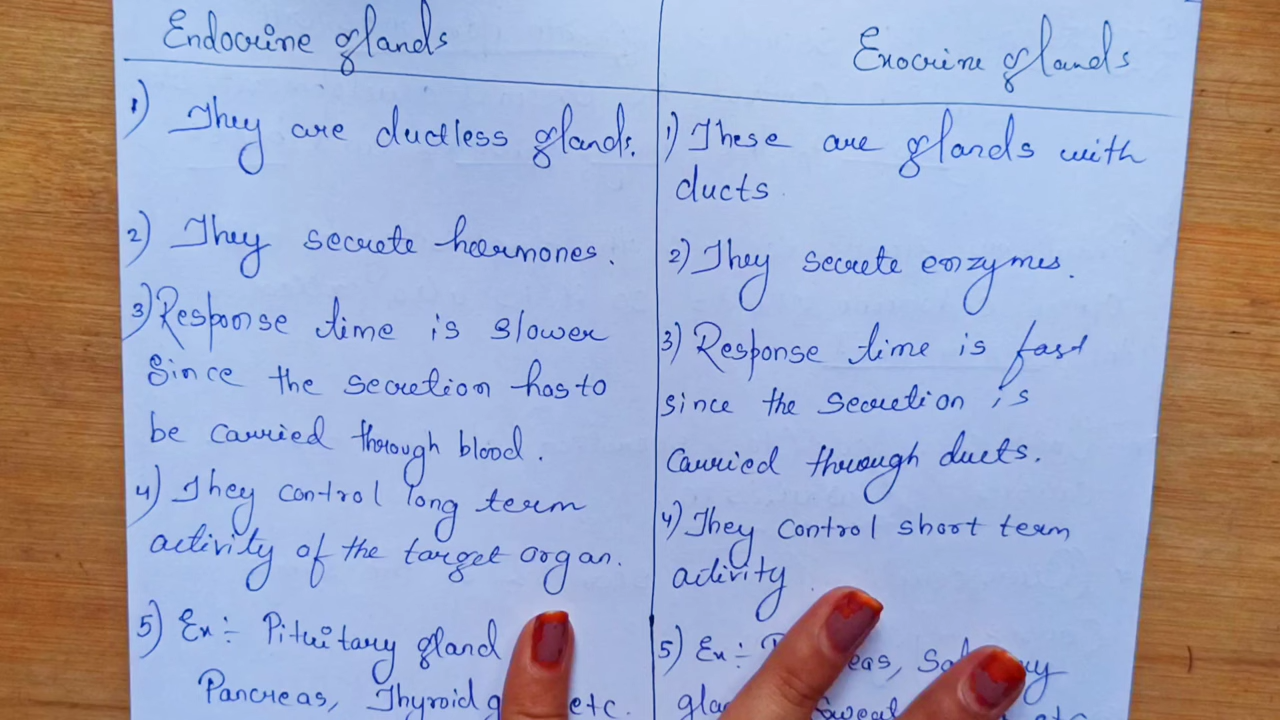 Endocrine glands
1) They are ductless glands.
2) They secrete hormones.
3) Response time is slower
since the secretion has to
be carried through blood.
4) They control long term
activity of the target organ.
5) Ex:- Pituitary gland
Pancreas, Thyroid etc.
Exocrine glands
1) These are glands with
ducts.
2) They secrete enzymes.
3) Response time is fast
since the secretion is
carried through ducts.
4) They control short term
activity.
5) Ex:-
Sweat etc